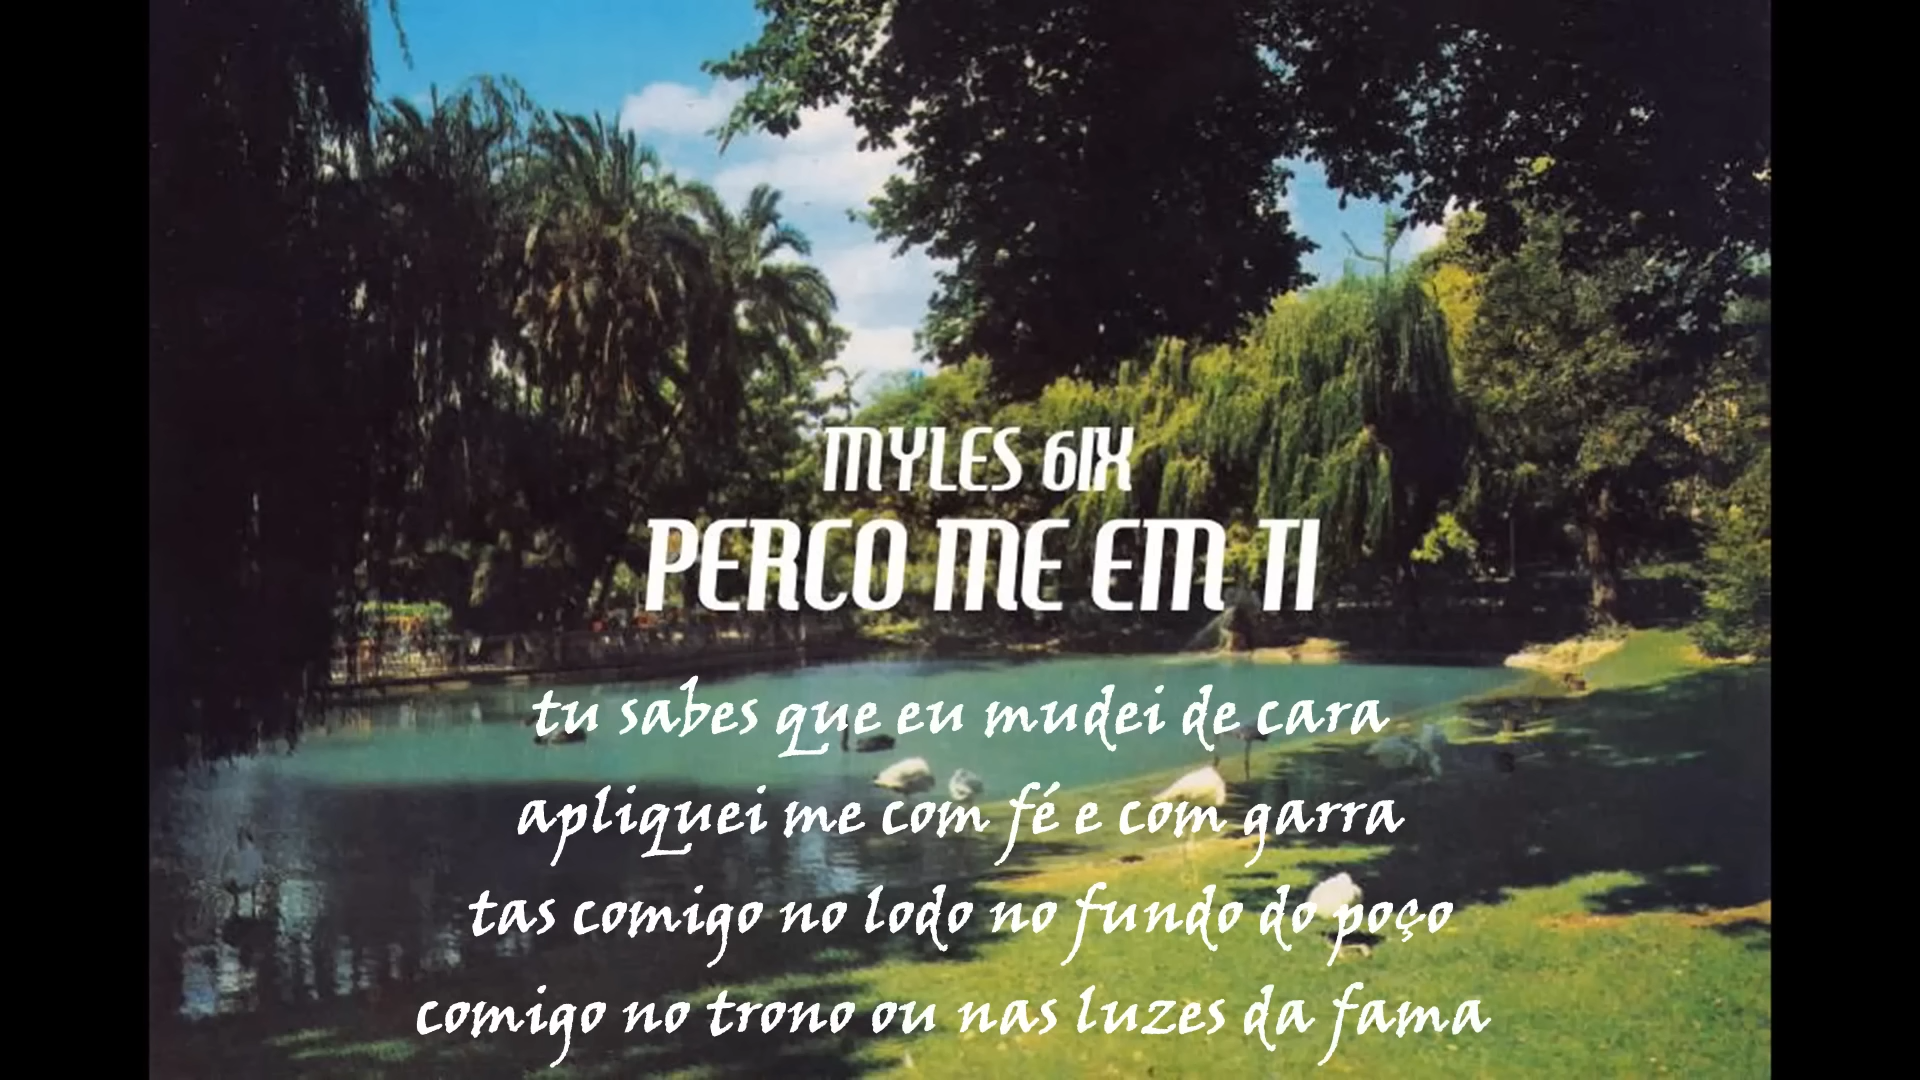 MYLES 6IX
PERCO ME EM TI
tu sabes que eu mudei de cara
apliquei me com fé e com garra
tas comigo no lodo no fundo do poço
comigo no trono ou nas luzes da fama